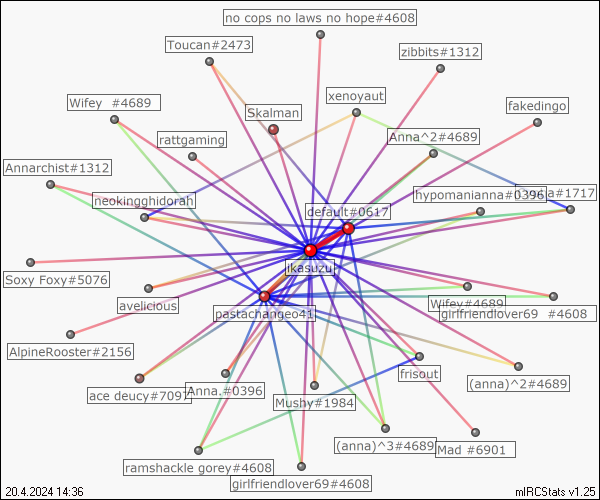 no cops no laws no hope#4608
Toucan#2473
zibbits#1312
xenoyaut
Wifey  #4689
Skalman
fakedingo
rattgaming
Anna^2#4689
Annarchist#1312
neokingghidorah
hypomanianna#0396
#1717
default#0617
ikasuzu
Soxy Foxy#5076
avelicious
pastachangeo41
Wifey#4689
girlfriendlover69  #4608
AlpineRooster#2156
frisout
ace deucy#7097
Anna.#0396
(anna)^2#4689
Mushy#1984
(anna)^3#4689
Mad #6901
ramshackle gorey#4608
girlfriendlover69#4608
20.4.2024 14:36
mIRCStats v1.25